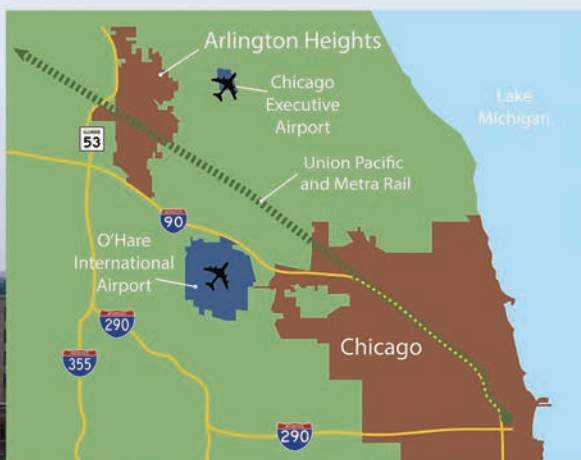 Arlington Heights
Chicago
Executive
Airport
Lake
Michigan
ILLINOIS
53
Union Pacific
and Metra Rail
90
O'Hare
International
Airport
290
355
Chicago
290